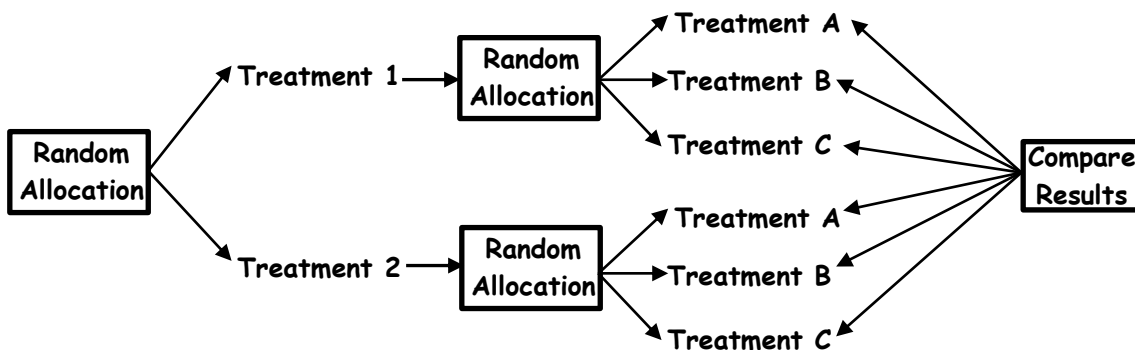 Random
Allocation
Treatment 1
Treatment 2
Random
Allocation
Random
Allocation
Treatment A
Treatment B
Treatment C
Treatment A
Treatment B
Treatment C
Compare
Results